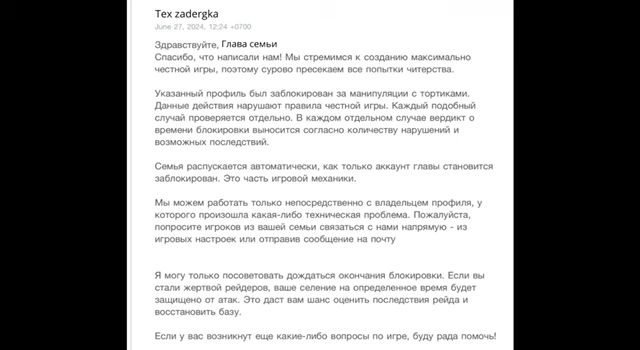 Tex zadergka
June 27, 2024, 12:24 +0700
Здравствуйте, Глава семьи
Спасибо, что написали нам! Мы стремимся к созданию максимально
честной игры, поэтому сурово пресекаем все попытки читерства.
Указанный профиль был заблокирован за манипуляции с тортиками.
Данные действия нарушают правила честной игры. Каждый подобный
случай проверяется отдельно. В каждом отдельном случае вердикт о
времени блокировки выносится согласно количеству нарушений и
возможных последствий.
Семья распускается автоматически, как только аккаунт главы становится
заблокирован. Это часть игровой механики.
Мы можем работать только непосредственно с владельцем профиля, у
которого произошла какая-либо техническая проблема. Пожалуйста,
попросите игроков из вашей семьи связаться с нами напрямую - из
игровых настроек или отправив сообщение на почту
Я могу только посоветовать дождаться окончания блокировки. Если вы
стали жертвой рейдеров, ваше селение на определенное время будет
защищено от атак. Это даст вам шанс оценить последствия рейда и
восстановить базу.
Если у вас возникнут еще какие-либо вопросы по игре, буду рада помочь!